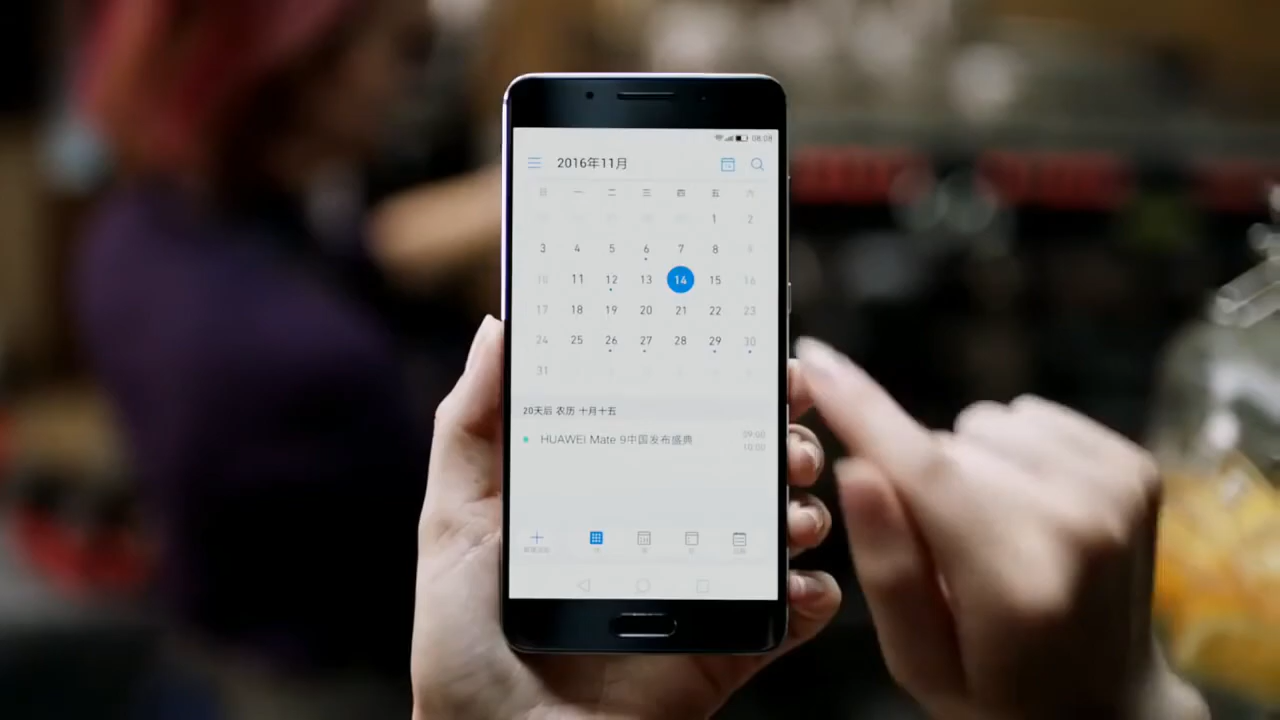 08:08
2016年11月
日 一 二 三 四 五 六
1 2
3 4 5 6 7 8 9
10 11 12 13 14 15 16
17 18 19 20 21 22 23
24 25 26 27 28 29 30
31
20天后 农历 十月十五
HUAWEI Mate 9中国发布盛典
09:00
10:00